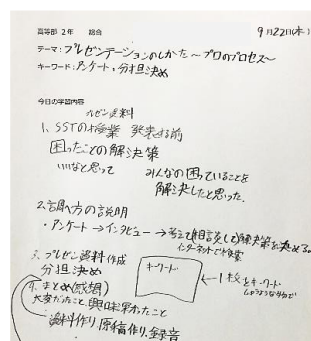 高等部 2年 総合 9月22日(木)
テーマ:プレゼンテーションのしかた～プロのプロセス～
キーワード:アンケート・分担決め
今日の学習内容
プレゼン資料
1. SSTの授業 発表する前
困ったことの解決策
いいなと思って みんなの困っていることを
解決したいと思った.
2. 調べ方の説明
・アンケート→インタビュー→考えて(相談して)解決策を決める。
インターネットで検索
3. プレゼン資料作成
分担決め
キーワード
←1枚にキーワード
4. まとめ(感想)
大変だったこと、興味深かったこと
資料作り、原稿作り、録音